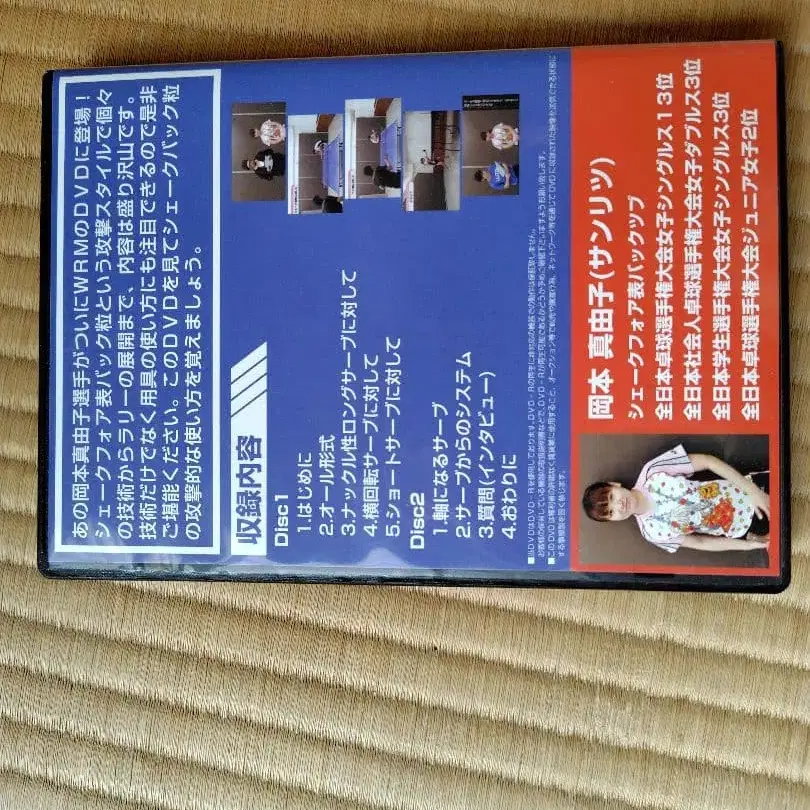 あの岡本真由子選手がついにWRMのDVDに登場！
シェークフォア表バック粒という攻撃スタイルで個々
の技術からラリーの展開まで、内容は盛り沢山です。
技術だけでなく用具の使い方にも注目できるので是非
ご堪能ください。このDVDを見てシェークバック粒
の攻撃的な使い方を覚えましょう。
収録内容
Disc1
1.はじめに
2.オール形式
3.ナックル性ロングサーブに対して
4.横回転サーブに対して
5.ショートサーブに対して
Disc2
1.軸になるサーブ
2.サーブからのシステム
3.質問(インタビュー)
4.おわりに
岡本 真由子(サンリツ)
シェークフォア表バックツブ
全日本卓球選手権大会女子シングルス13位
全日本社会人卓球選手権大会女子ダブルス3位
全日本学生選手権大会女子シングルス3位
全日本卓球選手権大会ジュニア女子2位